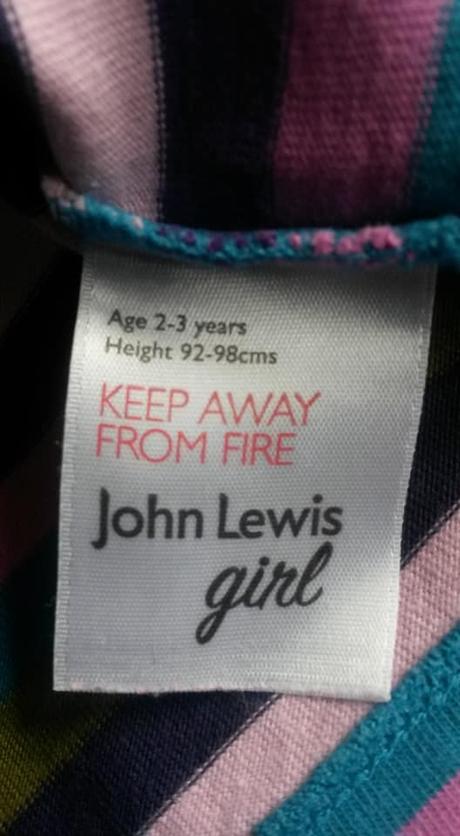 Age 2-3 years
Height 92-98cms
KEEP AWAY
FROM FIRE
John Lewis
girl